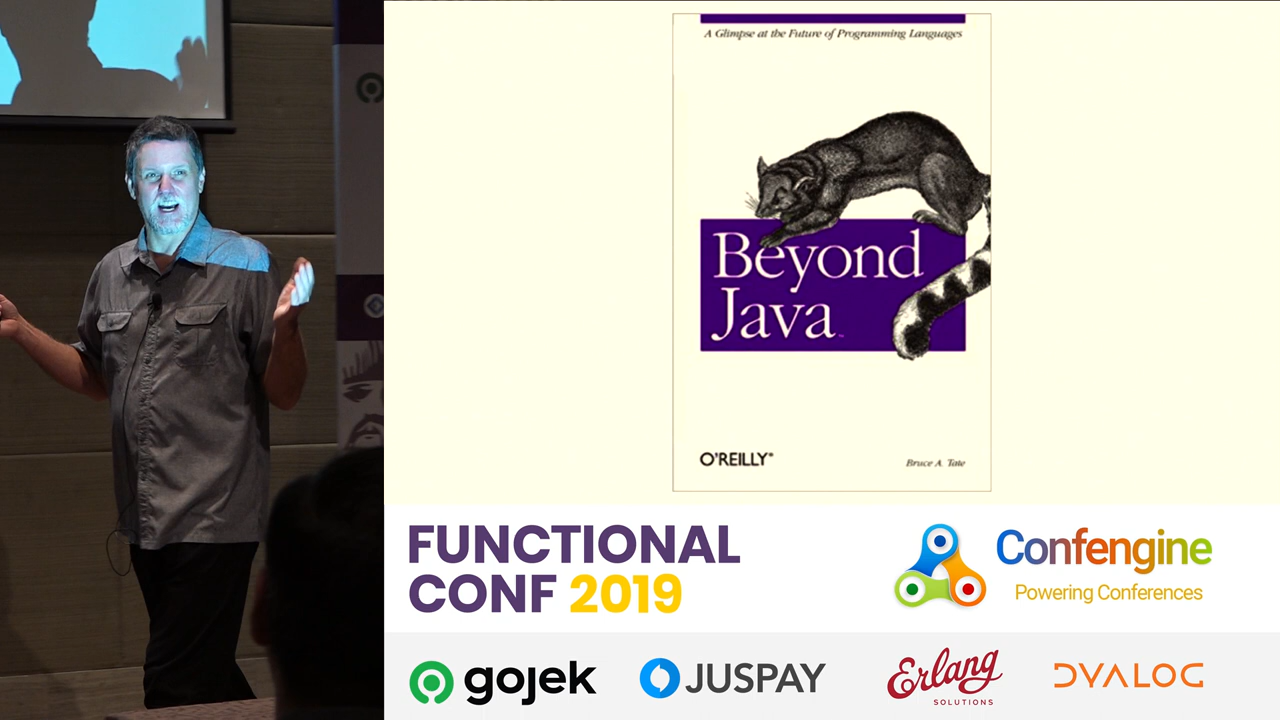 A Glimpse at the Future of Programming Languages
Beyond
Java™
O'REILLY®
Bruce A. Tate
FUNCTIONAL
CONF 2019
Confengine
Powering Conferences
gojek
JUSPAY
Erlang
SOLUTIONS
DYALOG